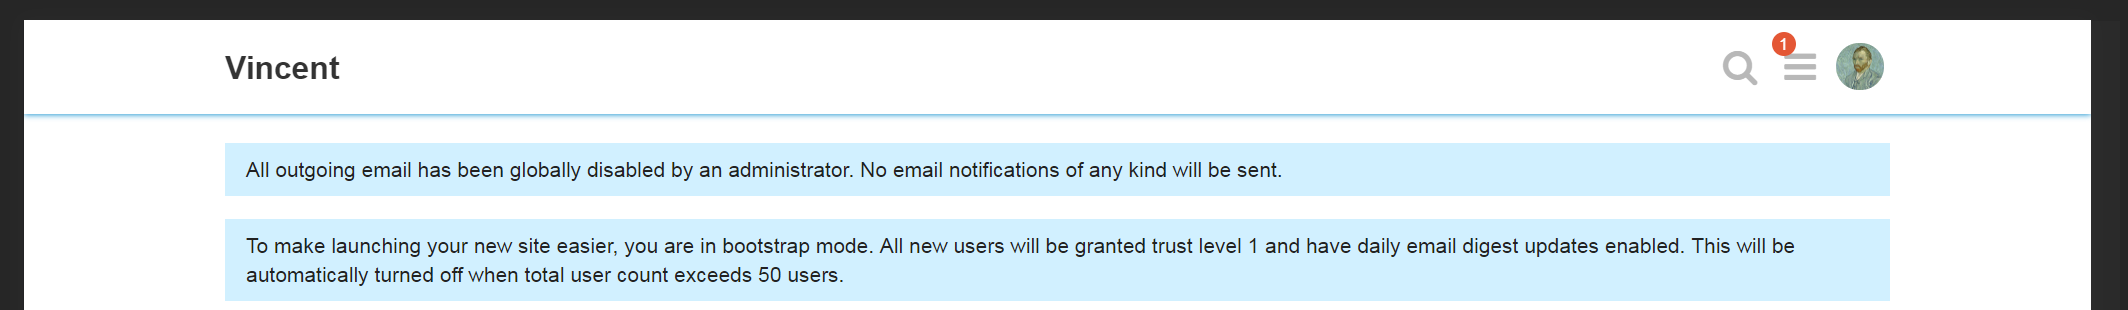 Vincent
1
All outgoing email has been globally disabled by an administrator. No email notifications of any kind will be sent.
To make launching your new site easier, you are in bootstrap mode. All new users will be granted trust level 1 and have daily email digest updates enabled. This will be
automatically turned off when total user count exceeds 50 users.